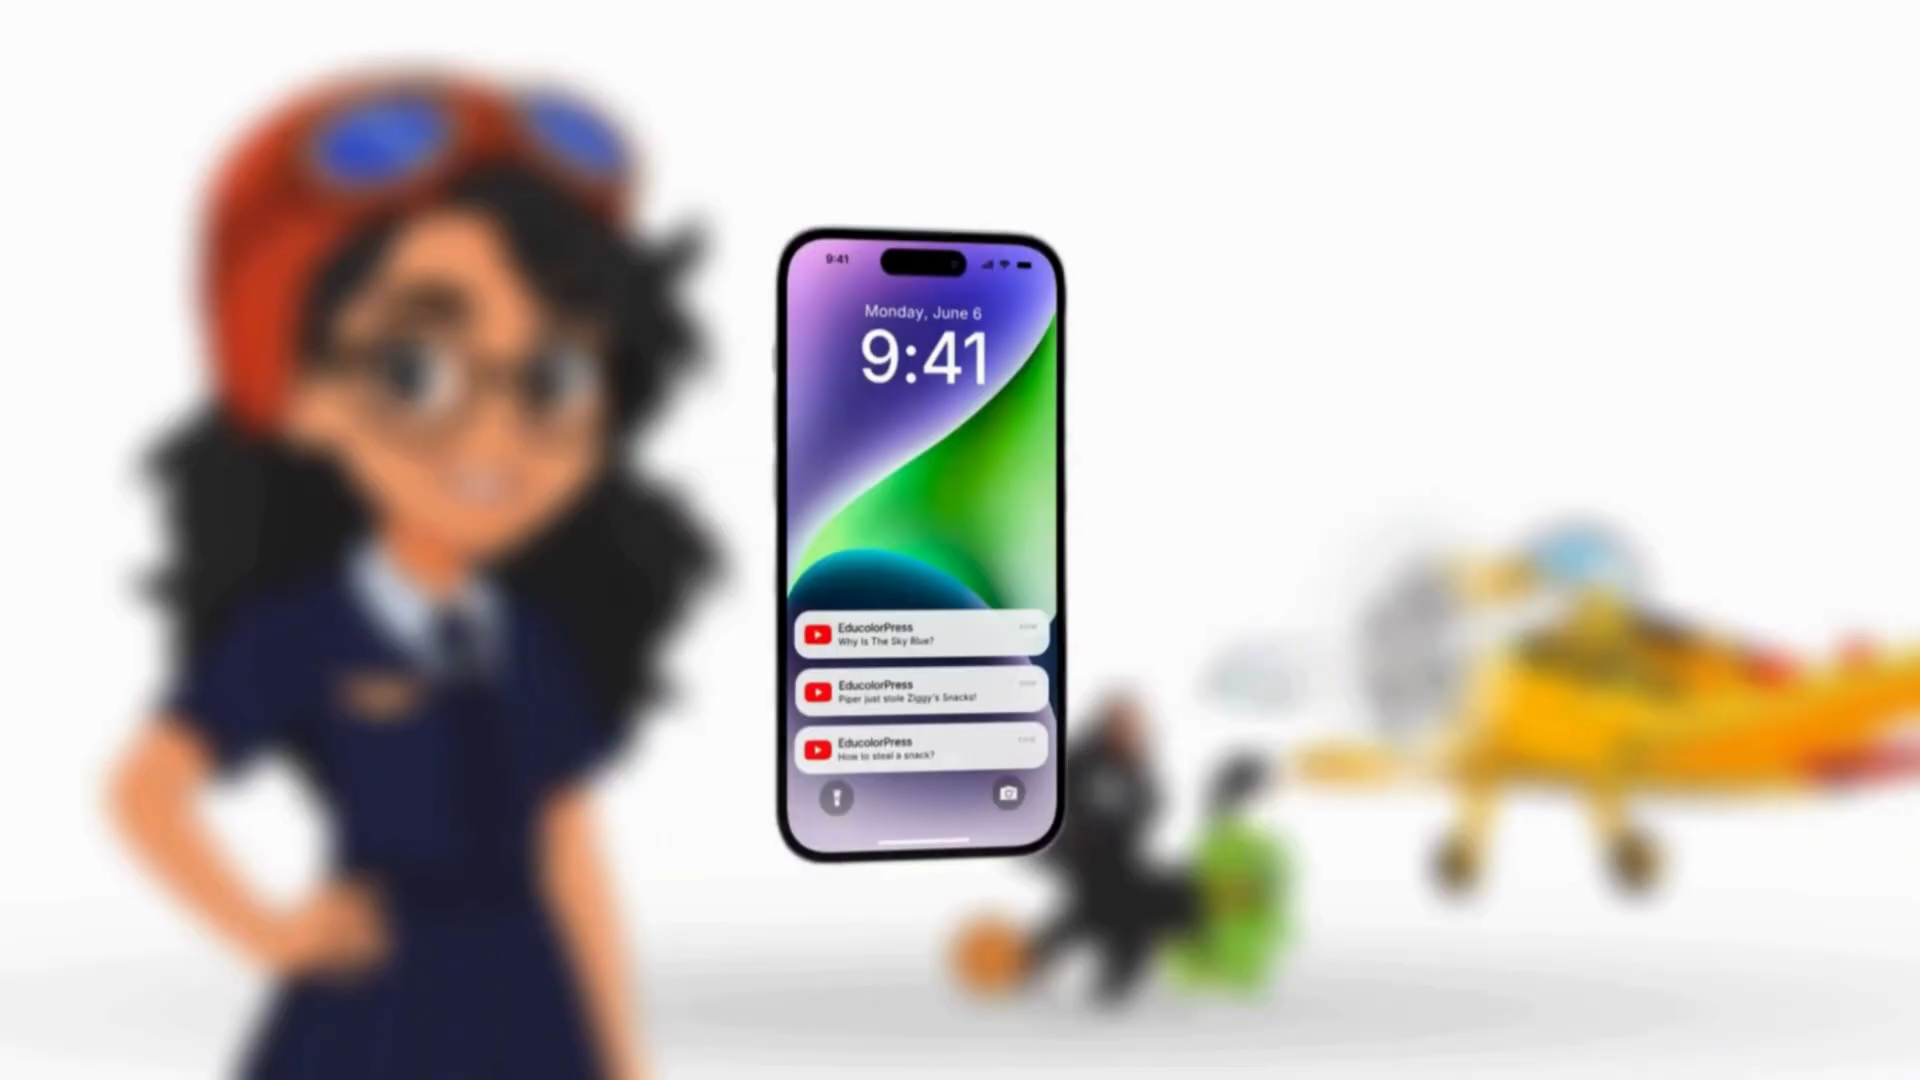 9:41
Monday, June 6
9:41
EducolorPress
Why Is The Sky Blue?
EducolorPress
Piper just stole Ziggy's Snacks!
EducolorPress
How to steal a snack?